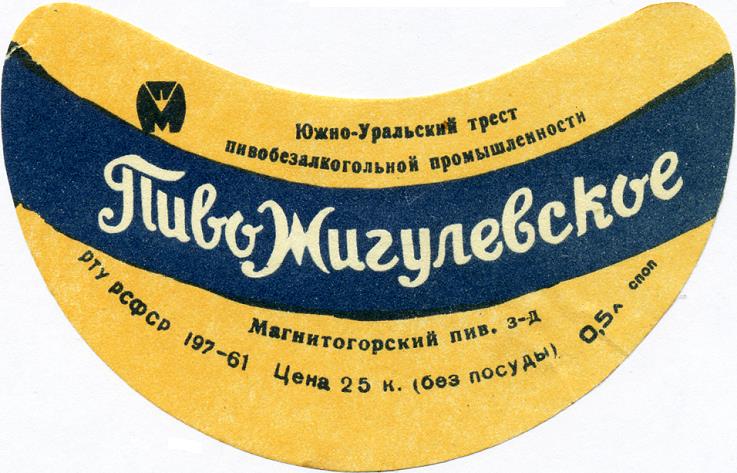 Южно-Уральский трест
пивобезалкогольной промышленности
Пиво Жигулевское
Магнитогорский пив. з-д
РТУ РСФСР 197-61 Цена 25 к. (без посуды) 0,5л споп